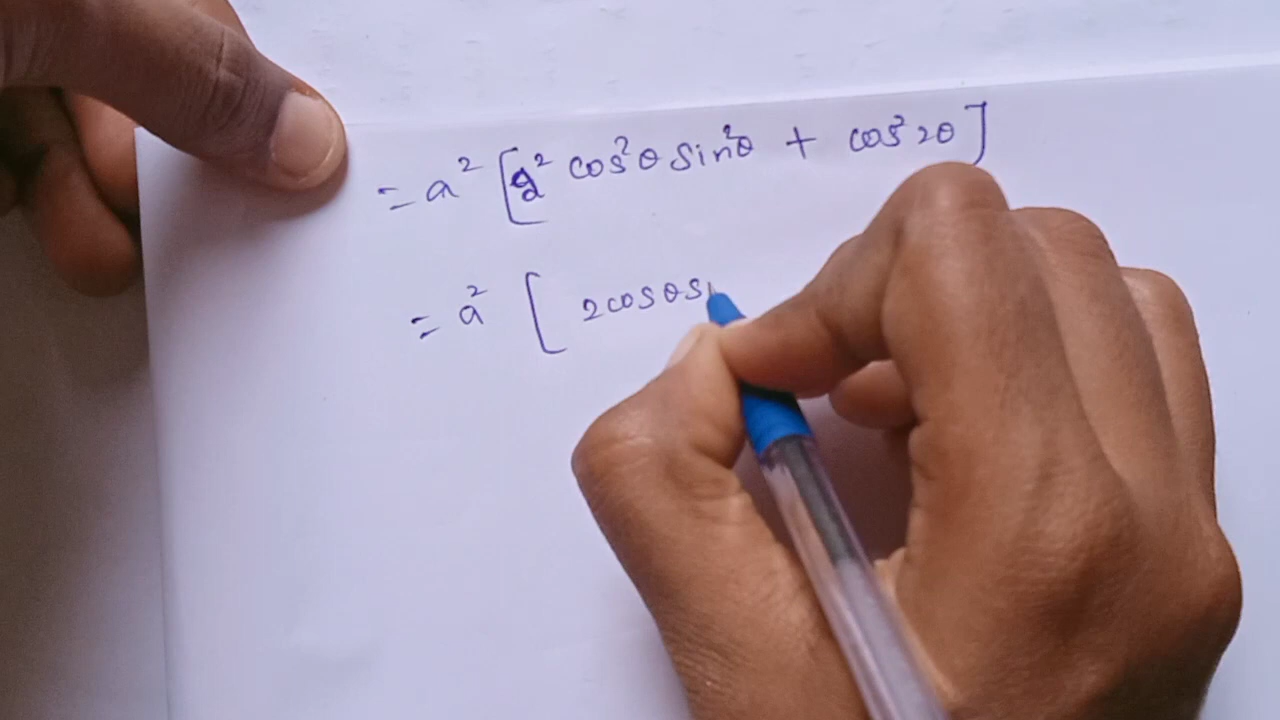 = a² [2² cos²θ sin²θ + cos² 2θ]
= a² [ 2cosθs